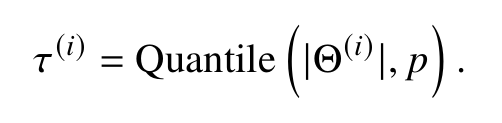 τ^{(i)} = Quantile (|Θ^{(i)}|, p) .